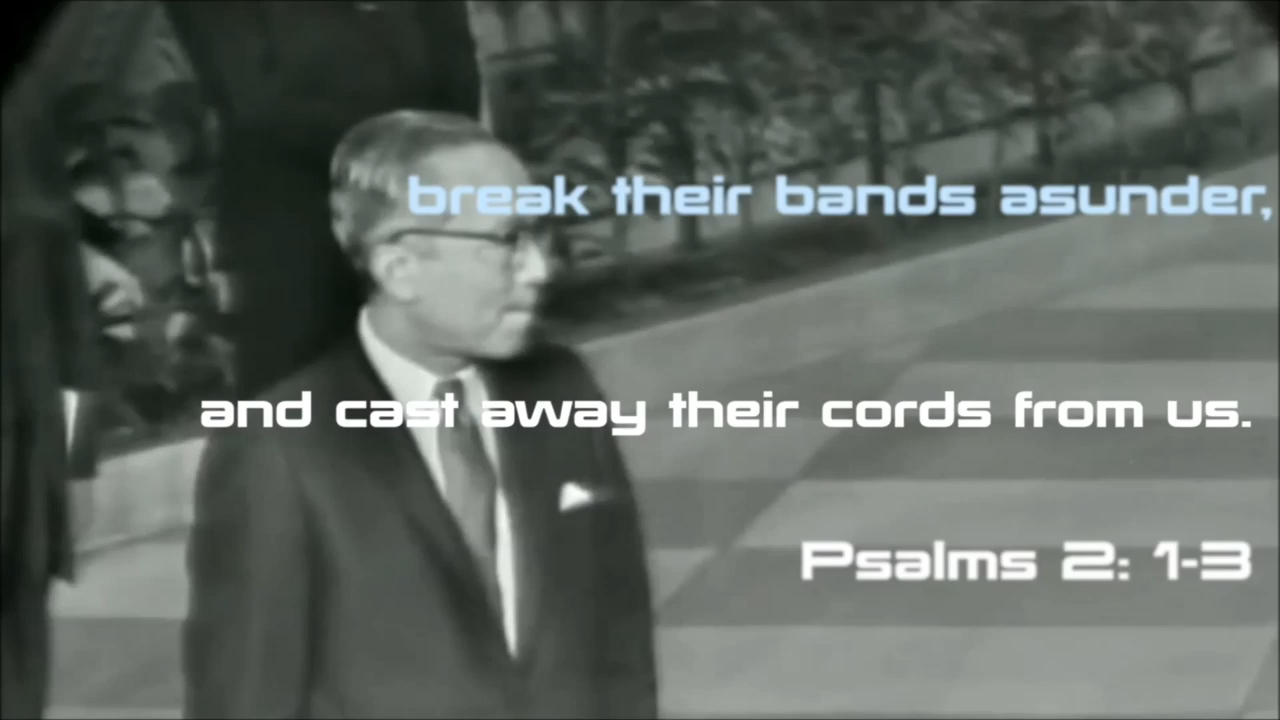 break their bands asunder,
and cast away their cords from us.
Psalms 2: 1-3